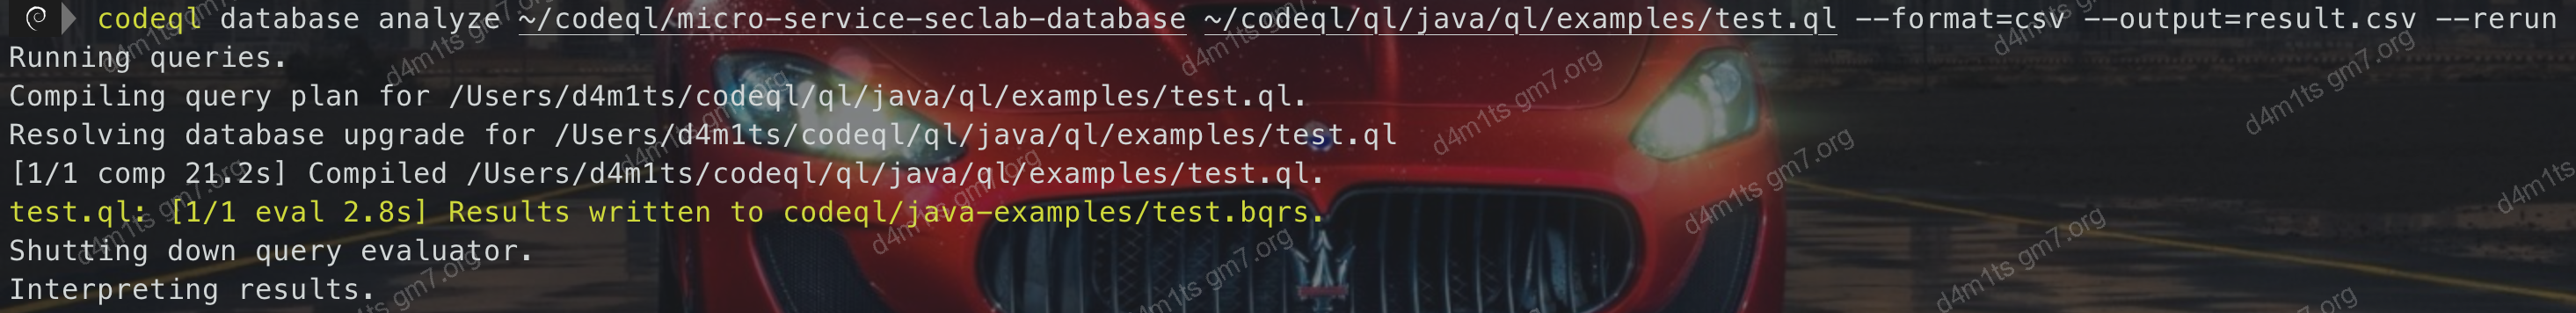 codeql database analyze ~/codeql/micro-service-seclab-database ~/codeql/ql/java/ql/examples/test.ql --format=csv --output=result.csv --rerun
Running queries.
Compiling query plan for /Users/d4m1ts/codeql/ql/java/ql/examples/test.ql.
Resolving database upgrade for /Users/d4m1ts/codeql/ql/java/ql/examples/test.ql
[1/1 comp 21.2s] Compiled /Users/d4m1ts/codeql/ql/java/ql/examples/test.ql.
test.ql: [1/1 eval 2.8s] Results written to codeql/java-examples/test.bqrs.
Shutting down query evaluator.
Interpreting results.
d4m1ts gm7.org